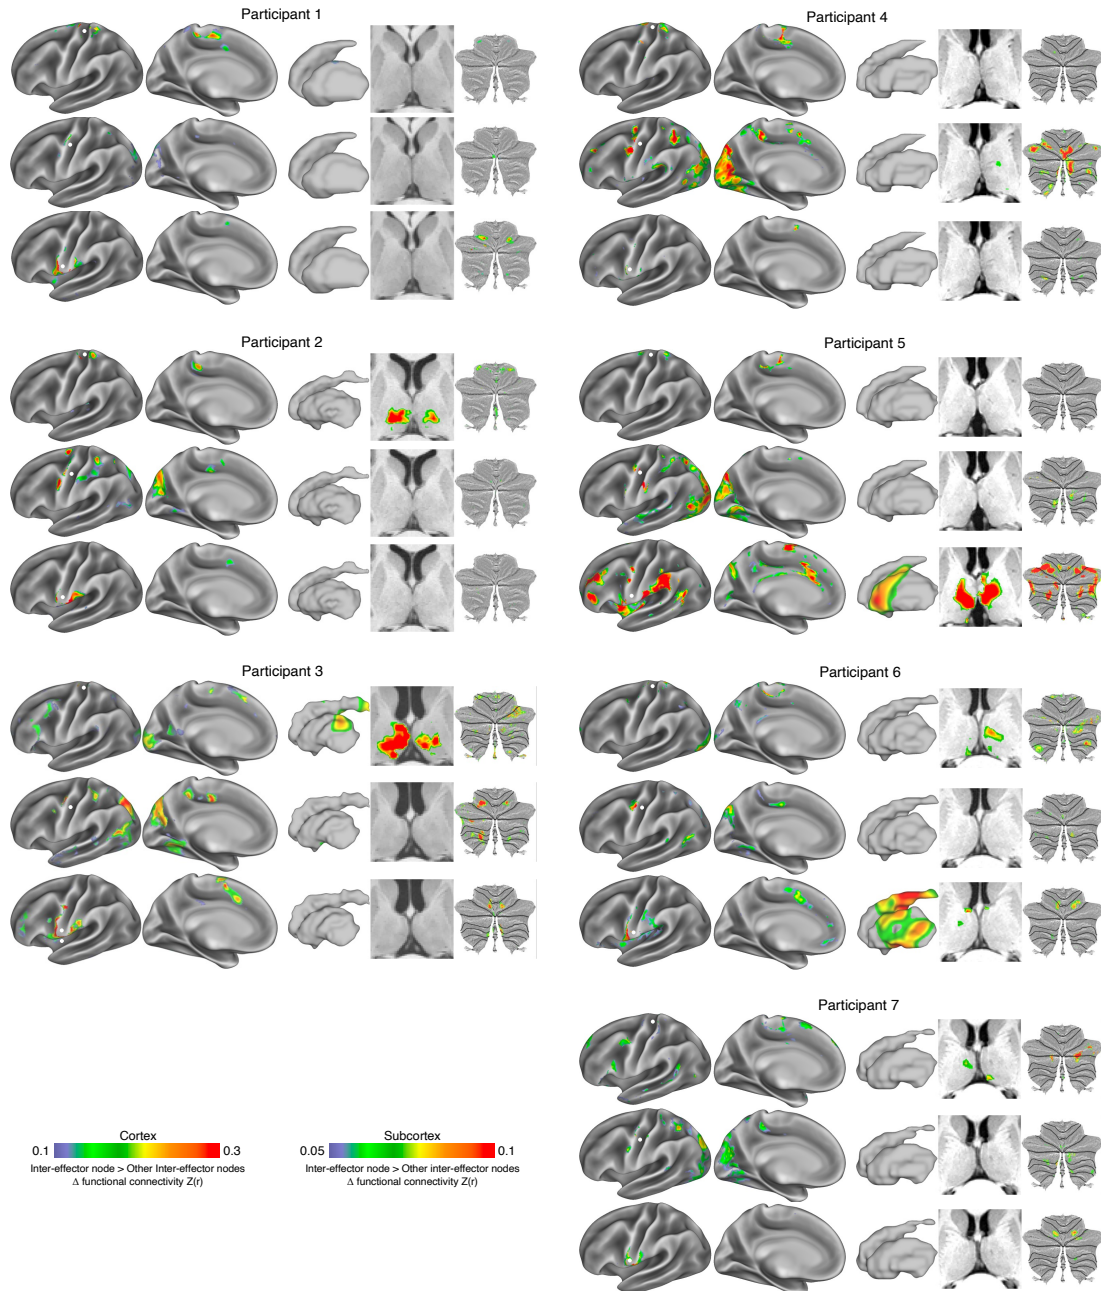 Participant 1
Participant 4
Participant 2
Participant 5
Participant 3
Participant 6
Participant 7
Cortex
0.1 0.3
Inter-effector node > Other Inter-effector nodes
Δ functional connectivity Z(r)
Subcortex
0.05 0.1
Inter-effector node > Other inter-effector nodes
Δ functional connectivity Z(r)